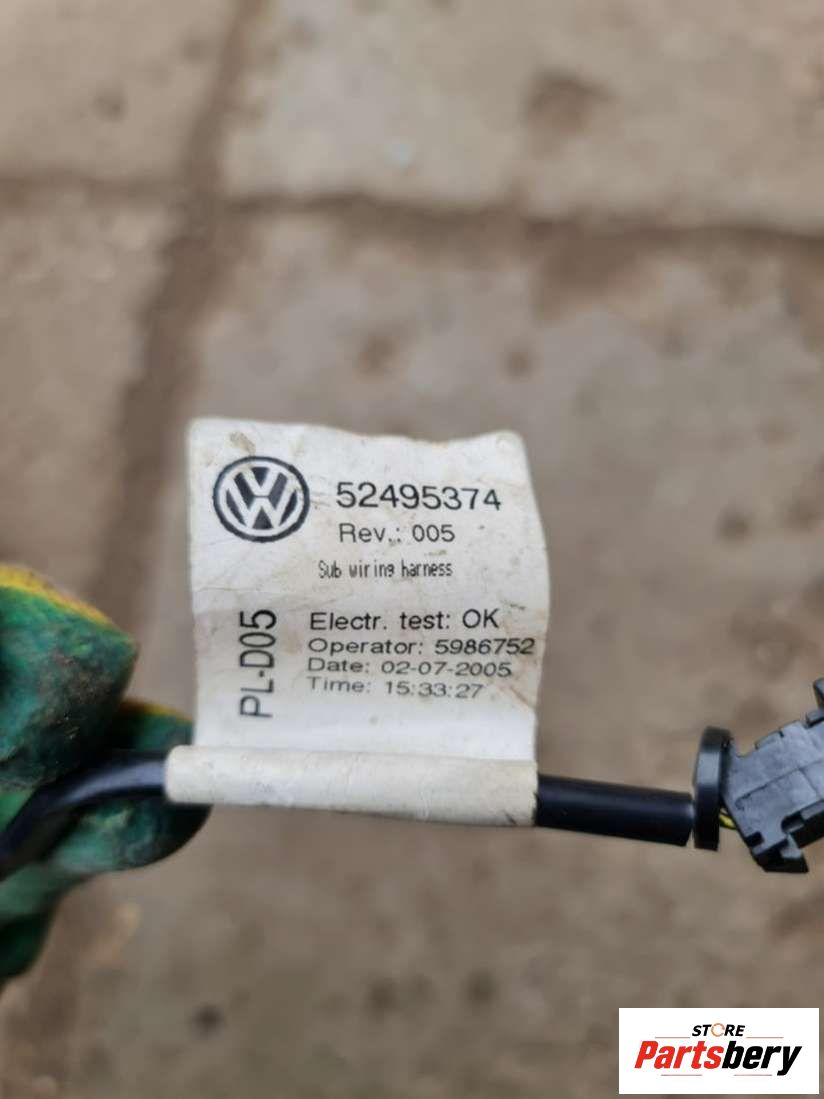 52495374
Rev.: 005
Sub wiring harness
PL-D05
Electr. test: OK
Operator: 5986752
Date: 02-07-2005
Time: 15:33:27
STORE
Partsbery